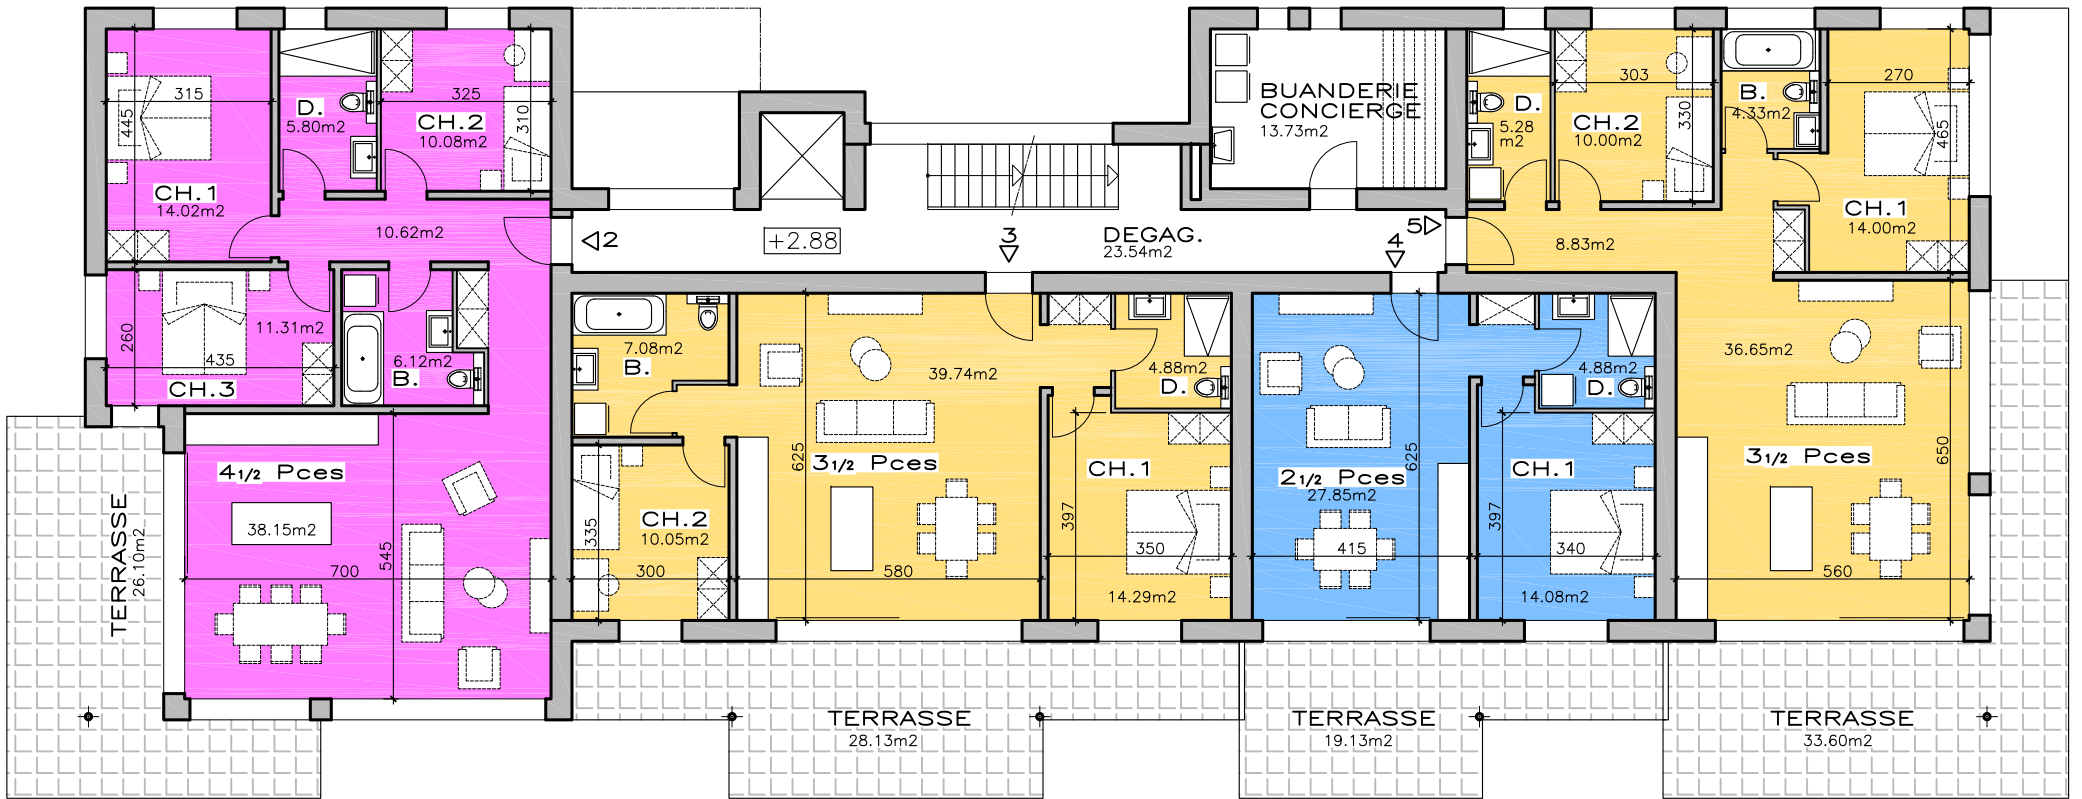 315
445
CH.1
14.02m2
D.
5.80m2
325
310
CH.2
10.08m2
10.62m2
2
260
11.31m2
435
CH.3
6.12m2
B.
4 1/2 Pces
38.15m2
700
545
TERRASSE
26.10m2
+2.88
3
DEGAG.
23.54m2
4
5
BUANDERIE
CONCIERGE
13.73m2
7.08m2
B.
335
CH.2
10.05m2
300
625
39.74m2
3 1/2 Pces
580
4.88m2
D.
CH.1
397
350
14.29m2
TERRASSE
28.13m2
625
2 1/2 Pces
27.85m2
415
4.88m2
D.
CH.1
397
340
14.08m2
TERRASSE
19.13m2
D.
5.28
m2
303
330
CH.2
10.00m2
B.
4.33m2
270
465
CH.1
14.00m2
8.83m2
36.65m2
3 1/2 Pces
650
560
TERRASSE
33.60m2